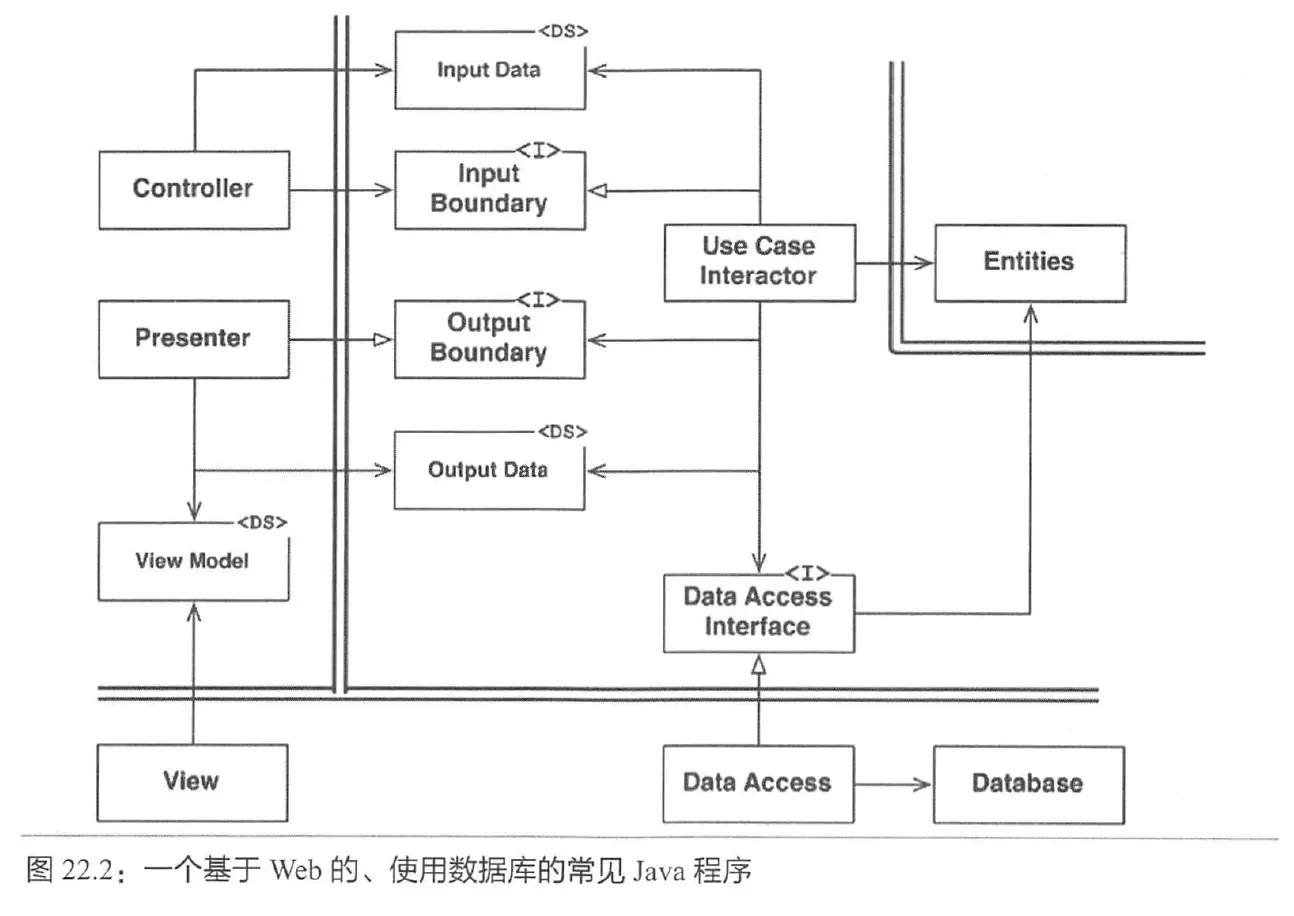 <DS>
Input Data
<I>
Controller
Input
Boundary
Use Case
Interactor
Entities
<I>
Presenter
Output
Boundary
<DS>
Output Data
<DS>
View Model
<I>
Data Access
Interface
View
Data Access
Database
图 22.2：一个基于 Web 的、使用数据库的常见 Java 程序